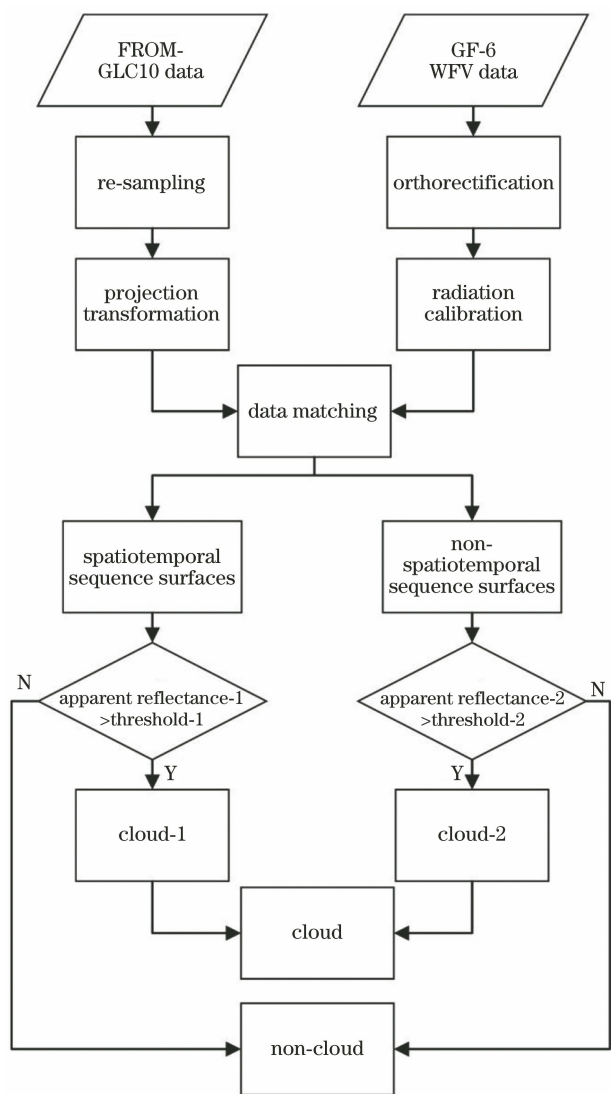 FROM-
GLC10 data
GF-6
WFV data
re-sampling
orthorectification
projection
transformation
radiation
calibration
data matching
spatiotemporal
sequence surfaces
non-
spatiotemporal
sequence surfaces
N
apparent reflectance-1
>threshold-1
apparent reflectance-2
>threshold-2
N
Y
Y
cloud-1
cloud-2
cloud
non-cloud